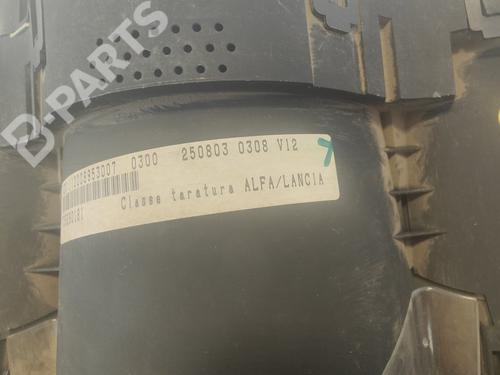 B-PARTS
0300 250803 0308 V12
Classe taratura ALFA/LANCIA